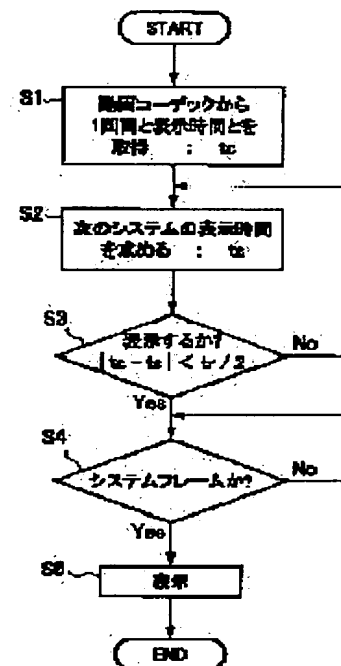 START
S1
動画コーデックから
1画面と表示時間とを
取得 : tc
S2
次のシステムの表示時間
を求める : ts
S3
表示するか?
|tc-ts|<tr/2
No
Yes
S4
システムフレームか?
No
Yes
S5
表示
END